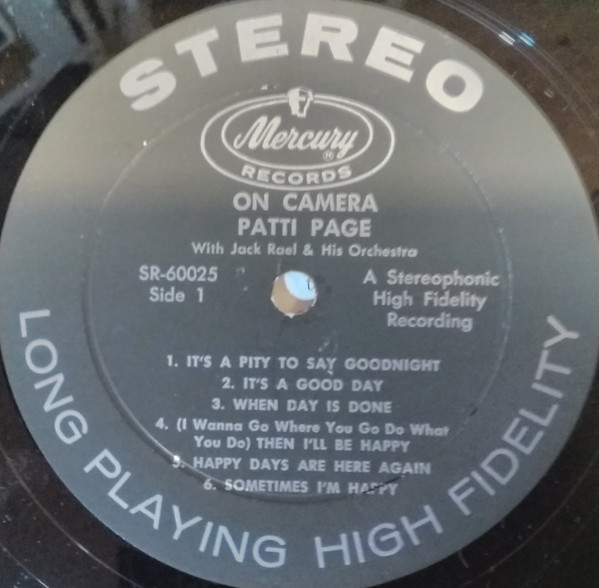 STEREO
Mercury ®
RECORDS
ON CAMERA
PATTI PAGE
With Jack Rael & His Orchestra
SR-60025
Side 1
A Stereophonic
High Fidelity
Recording
1. IT'S A PITY TO SAY GOODNIGHT
2. IT'S A GOOD DAY
3. WHEN DAY IS DONE
4. (I Wanna Go Where You Go Do What
You Do) THEN I'LL BE HAPPY
5. HAPPY DAYS ARE HERE AGAIN
6. SOMETIMES I'M HAPPY
LONG PLAYING HIGH FIDELITY